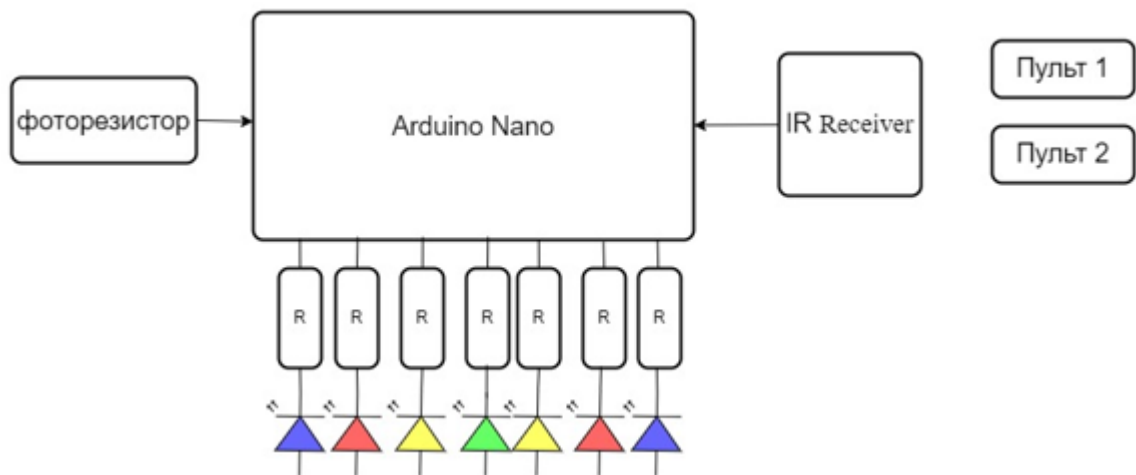 фоторезистор
Arduino Nano
IR Receiver
Пульт 1
Пульт 2
R
R
R
R
R
R
R